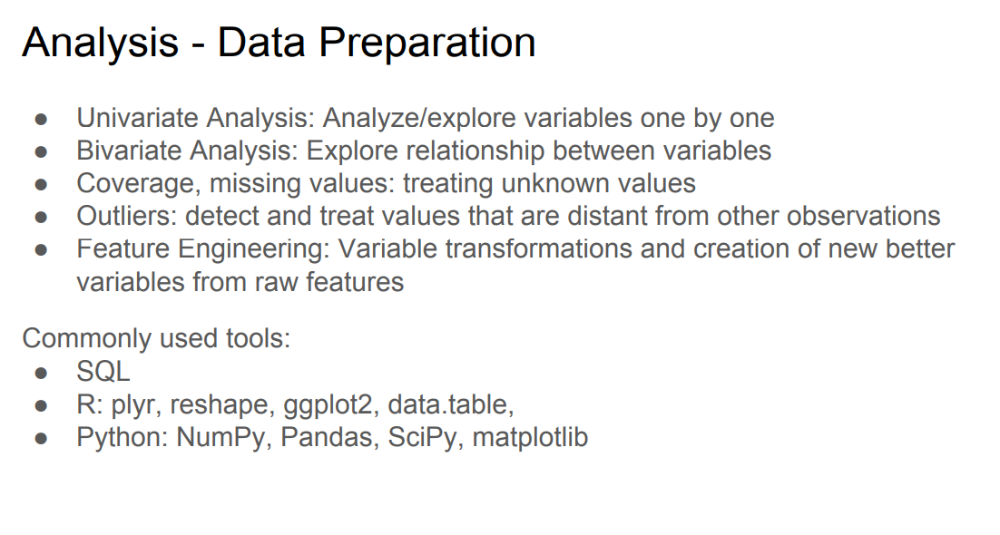 Analysis - Data Preparation
● Univariate Analysis: Analyze/explore variables one by one
● Bivariate Analysis: Explore relationship between variables
● Coverage, missing values: treating unknown values
● Outliers: detect and treat values that are distant from other observations
● Feature Engineering: Variable transformations and creation of new better
variables from raw features
Commonly used tools:
● SQL
● R: plyr, reshape, ggplot2, data.table,
● Python: NumPy, Pandas, SciPy, matplotlib